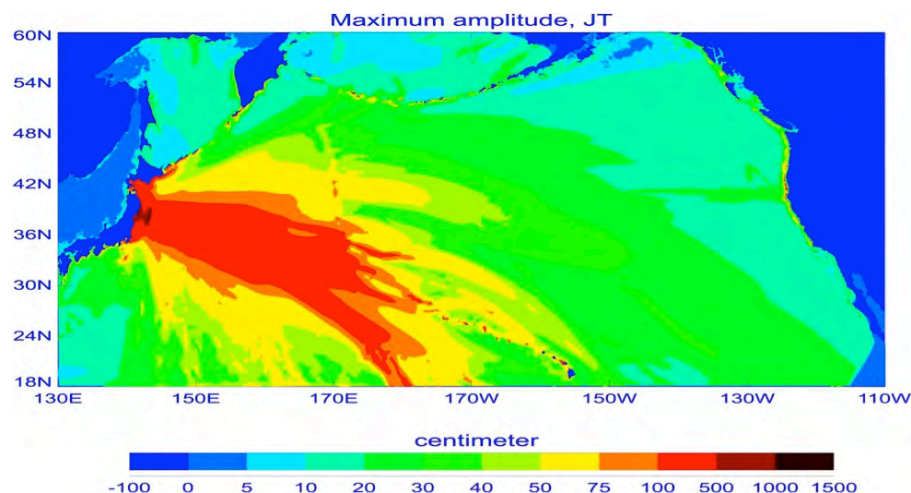 Maximum amplitude, JT
60N
54N
48N
42N
36N
30N
24N
18N
130E 150E 170E 170W 150W 130W 110W
centimeter
-100 0 5 10 20 30 40 50 75 100 500 1000 1500